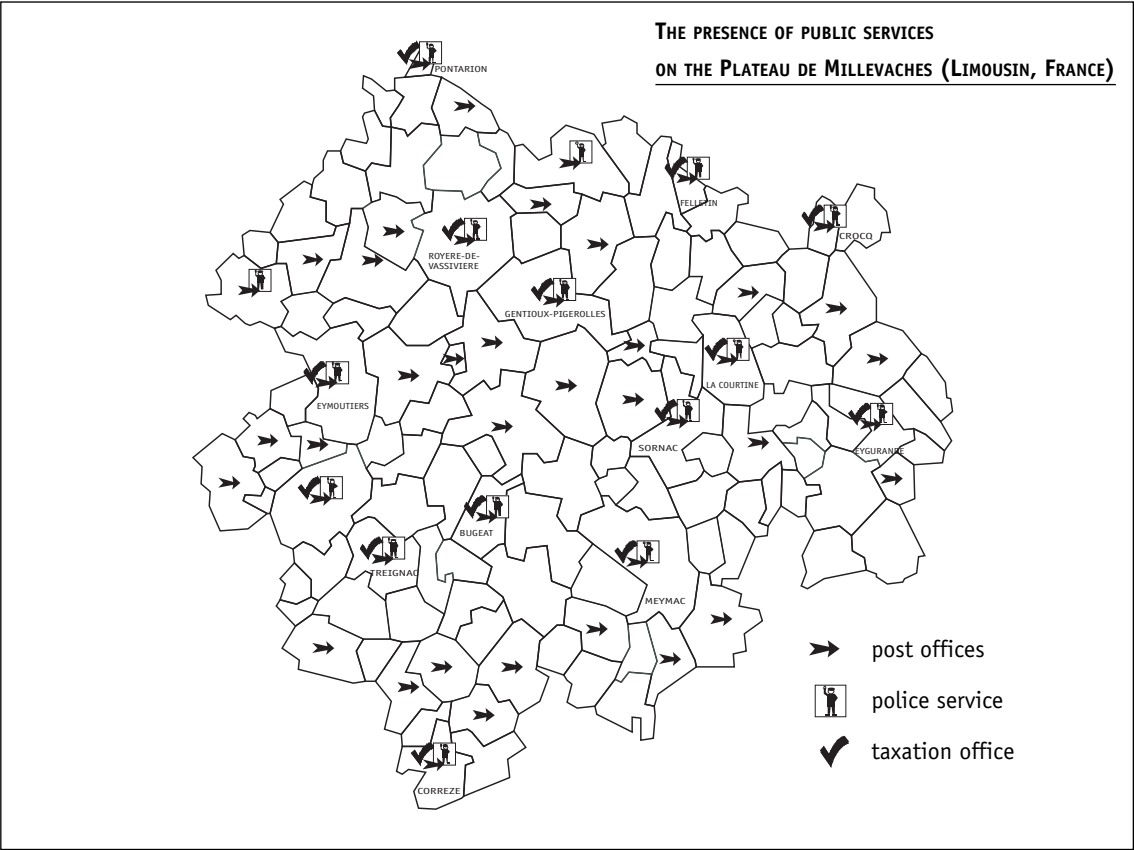 THE PRESENCE OF PUBLIC SERVICES
ON THE PLATEAU DE MILLEVACHES (LIMOUSIN, FRANCE)
PONTARION
FELLETIN
CROCQ
ROYERE-DE-
VASSIVIERE
GENTIOUX-PIGEROLLES
LA COURTINE
EYMOUTIERS
SORNAC
EYGURANDE
BUGEAT
TREIGNAC
MEYMAC
CORREZE
post offices
police service
taxation office